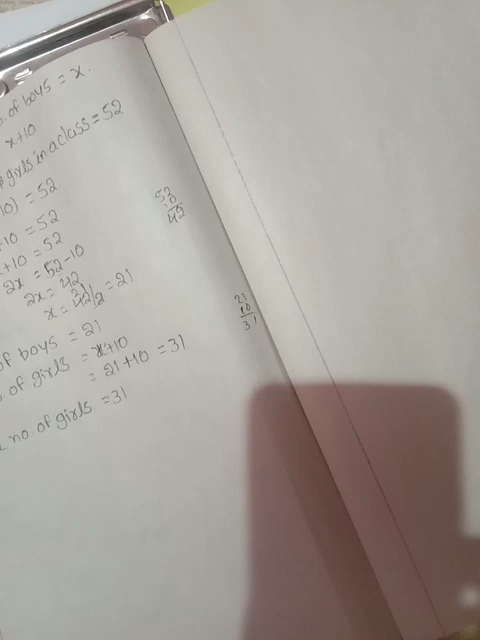 . of boys = x.
x+10
girls in a class = 52
10) = 52
+10 = 52
x+10 = 52
2x = 52-10
2x = 42
x = 42/2 = 21
21
of boys = 21
. of girls = x+10
= 21+10 = 31
no. of girls = 31
52
10
42
21
10
31